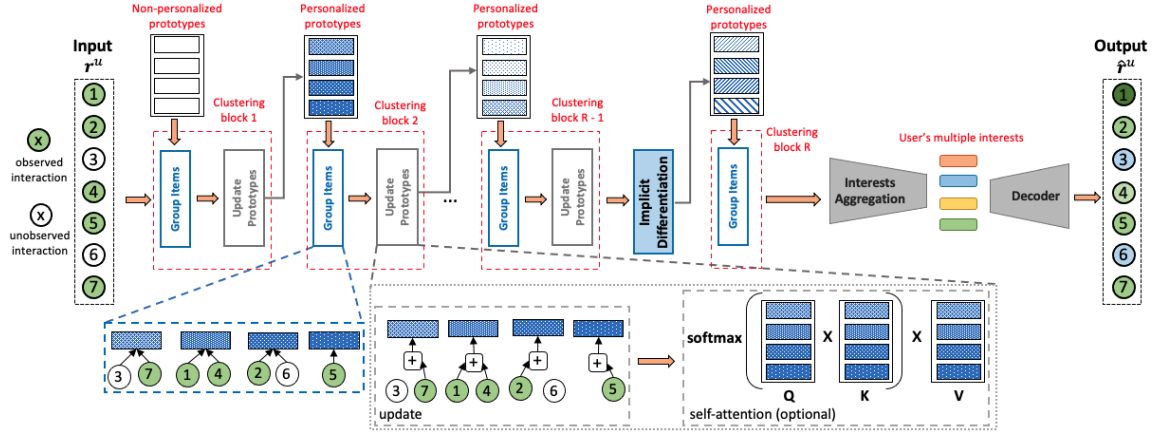 Non-personalized
prototypes
Personalized
prototypes
Personalized
prototypes
Personalized
prototypes
Input
r^u
Output
r̂^u
1
2
3
4
5
6
7
x
observed
interaction
x
unobserved
interaction
Clustering
block 1
Group Items
Update
Prototypes
Clustering
block 2
Group Items
Update
Prototypes
...
Clustering
block R - 1
Group Items
Update
Prototypes
Implicit
Differentiation
Clustering
block R
Group Items
Interests
Aggregation
User's multiple interests
Decoder
1
2
3
4
5
6
7
3 7 1 4 2 6 5
+ + + +
3 7 1 4 2 6 5
update
softmax
X X
Q K V
self-attention (optional)